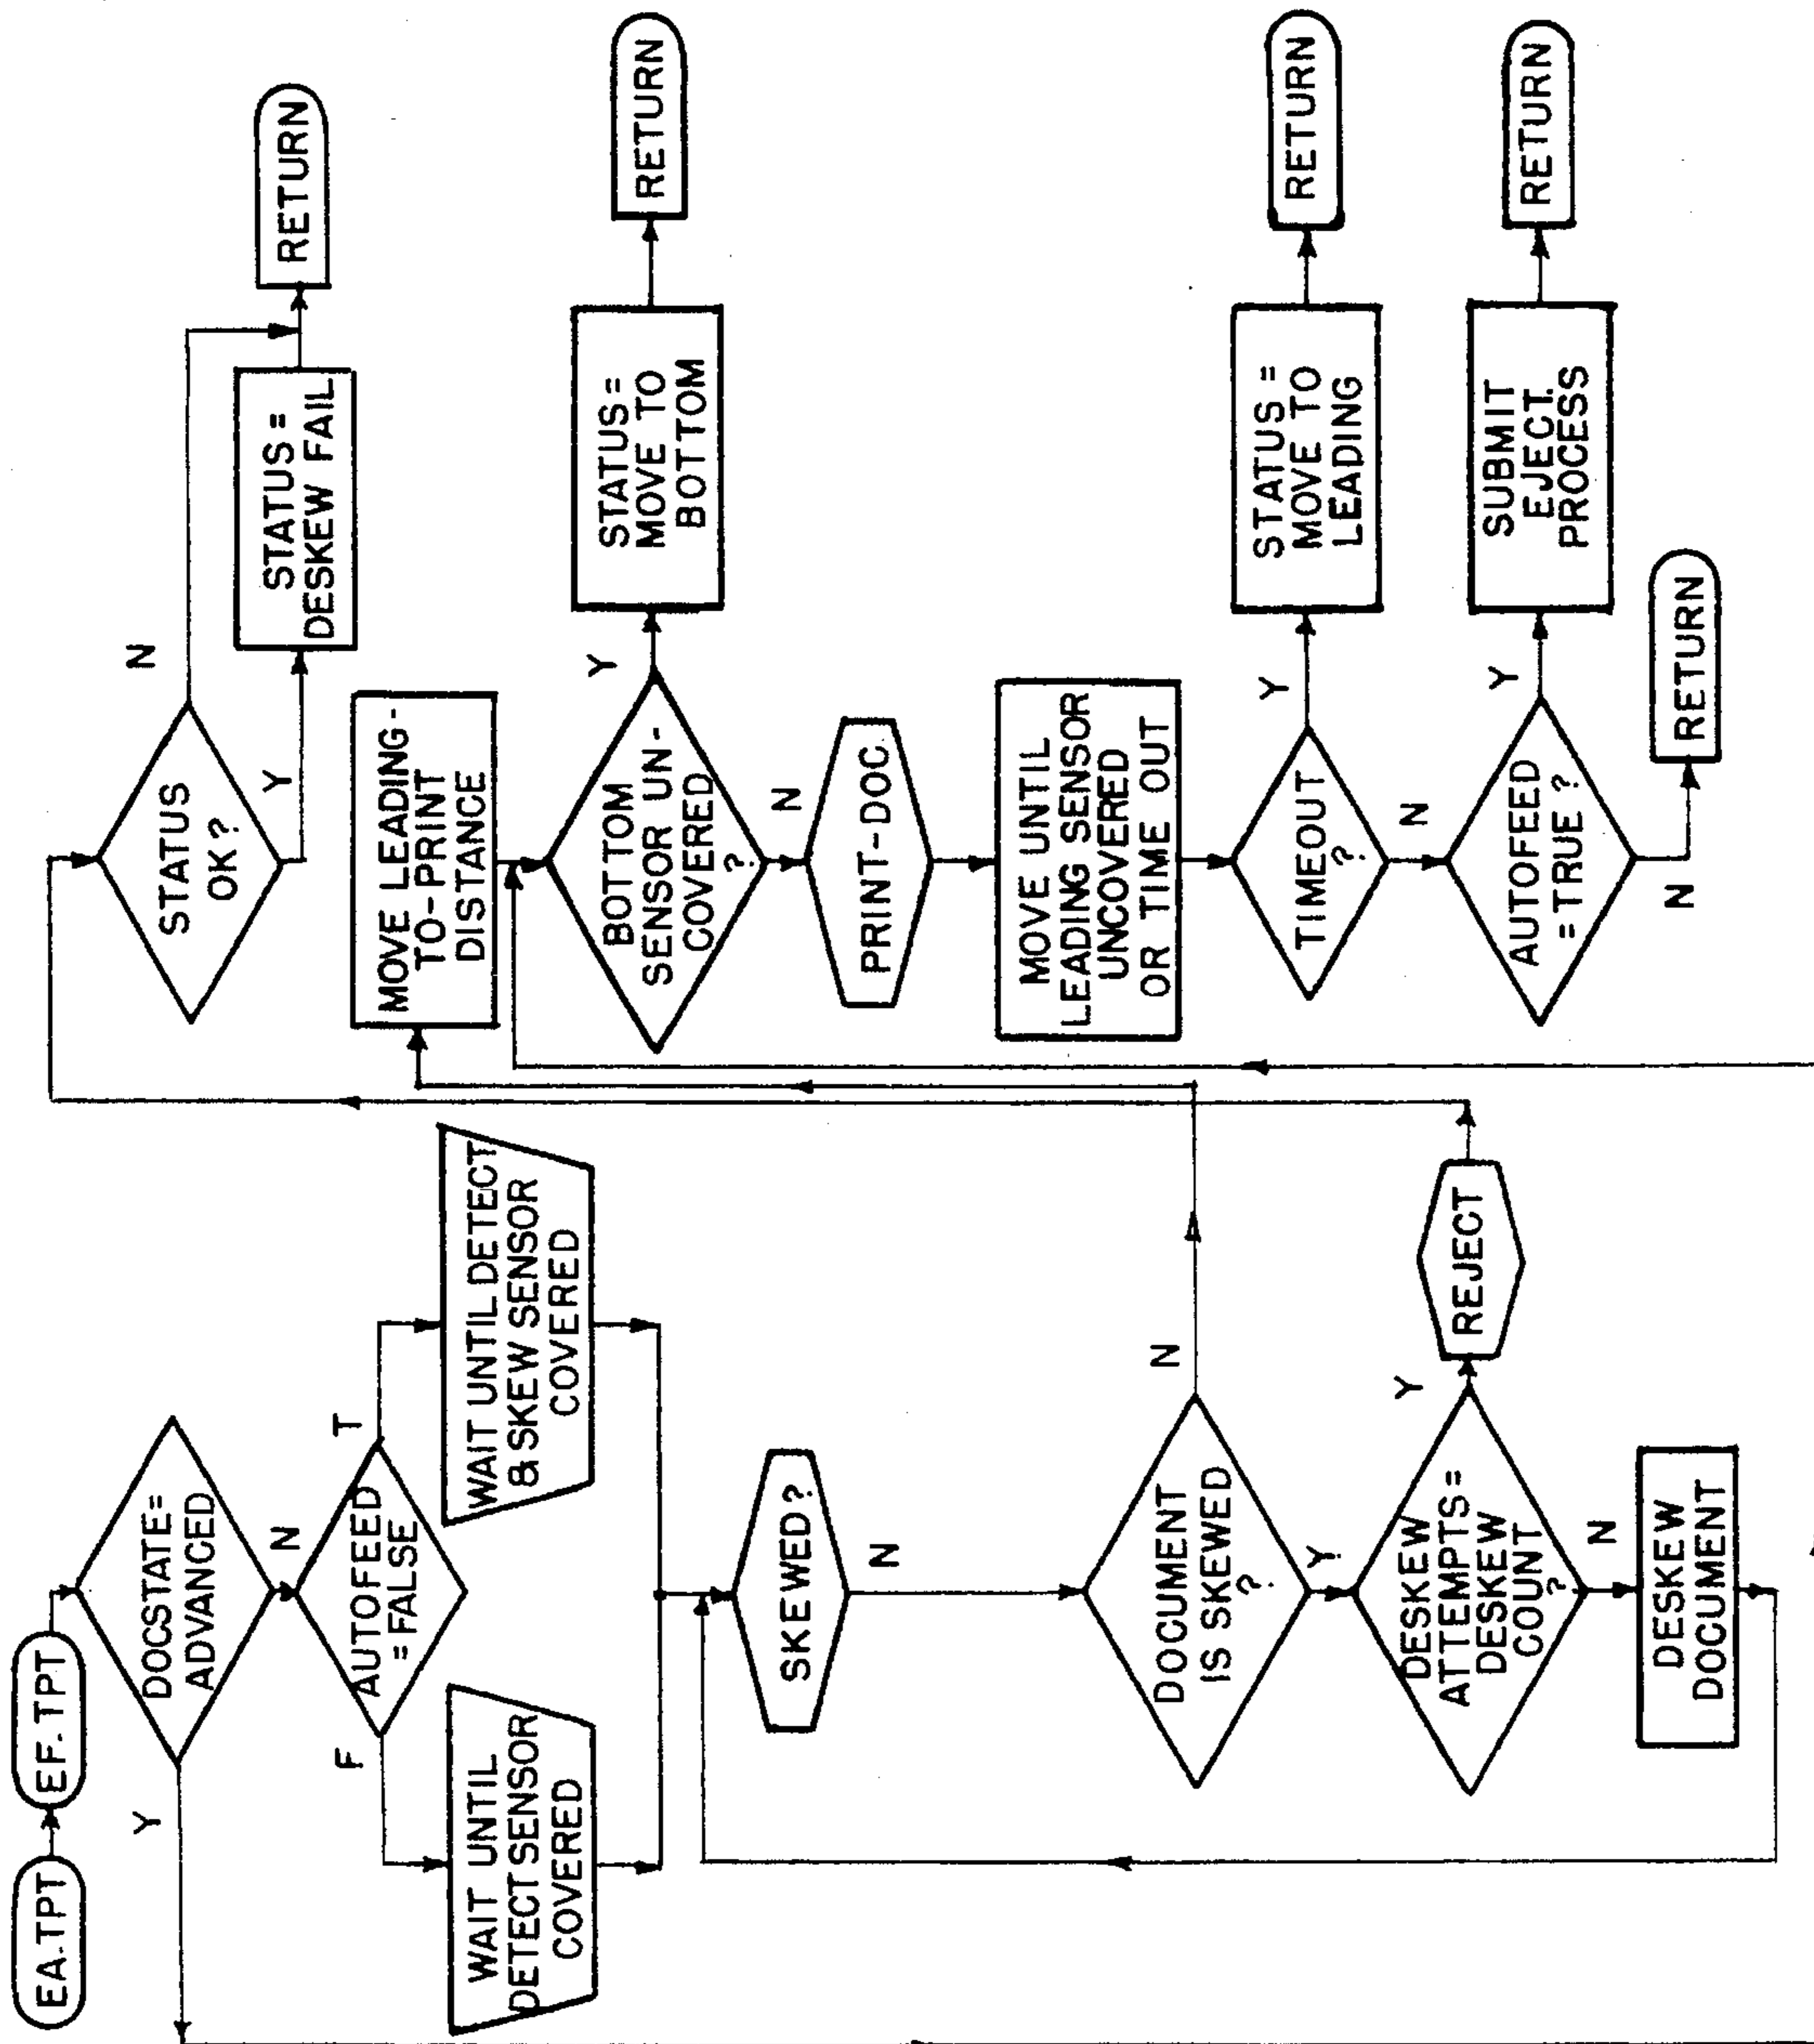 EA.TPT
EF.TPT
DOCSTATE=
ADVANCED
Y
N
AUTOFEED
=FALSE
F
T
WAIT UNTIL
DETECT SENSOR
COVERED
WAIT UNTIL DETECT
& SKEW SENSOR
COVERED
SKEWED?
N
DOCUMENT
IS SKEWED
?
N
Y
DESKEW
ATTEMPTS=
DESKEW
COUNT
?
Y
REJECT
N
DESKEW
DOCUMENT
STATUS
OK?
N
Y
STATUS=
DESKEW FAIL
RETURN
MOVE LEADING-
TO-PRINT
DISTANCE
BOTTOM
SENSOR UN-
COVERED
?
Y
STATUS=
MOVE TO
BOTTOM
RETURN
N
PRINT-DOC
MOVE UNTIL
LEADING SENSOR
UNCOVERED
OR TIME OUT
TIMEOUT
?
Y
STATUS=
MOVE TO
LEADING
RETURN
N
AUTOFEED
=TRUE?
Y
SUBMIT
EJECT.
PROCESS
RETURN
N
RETURN